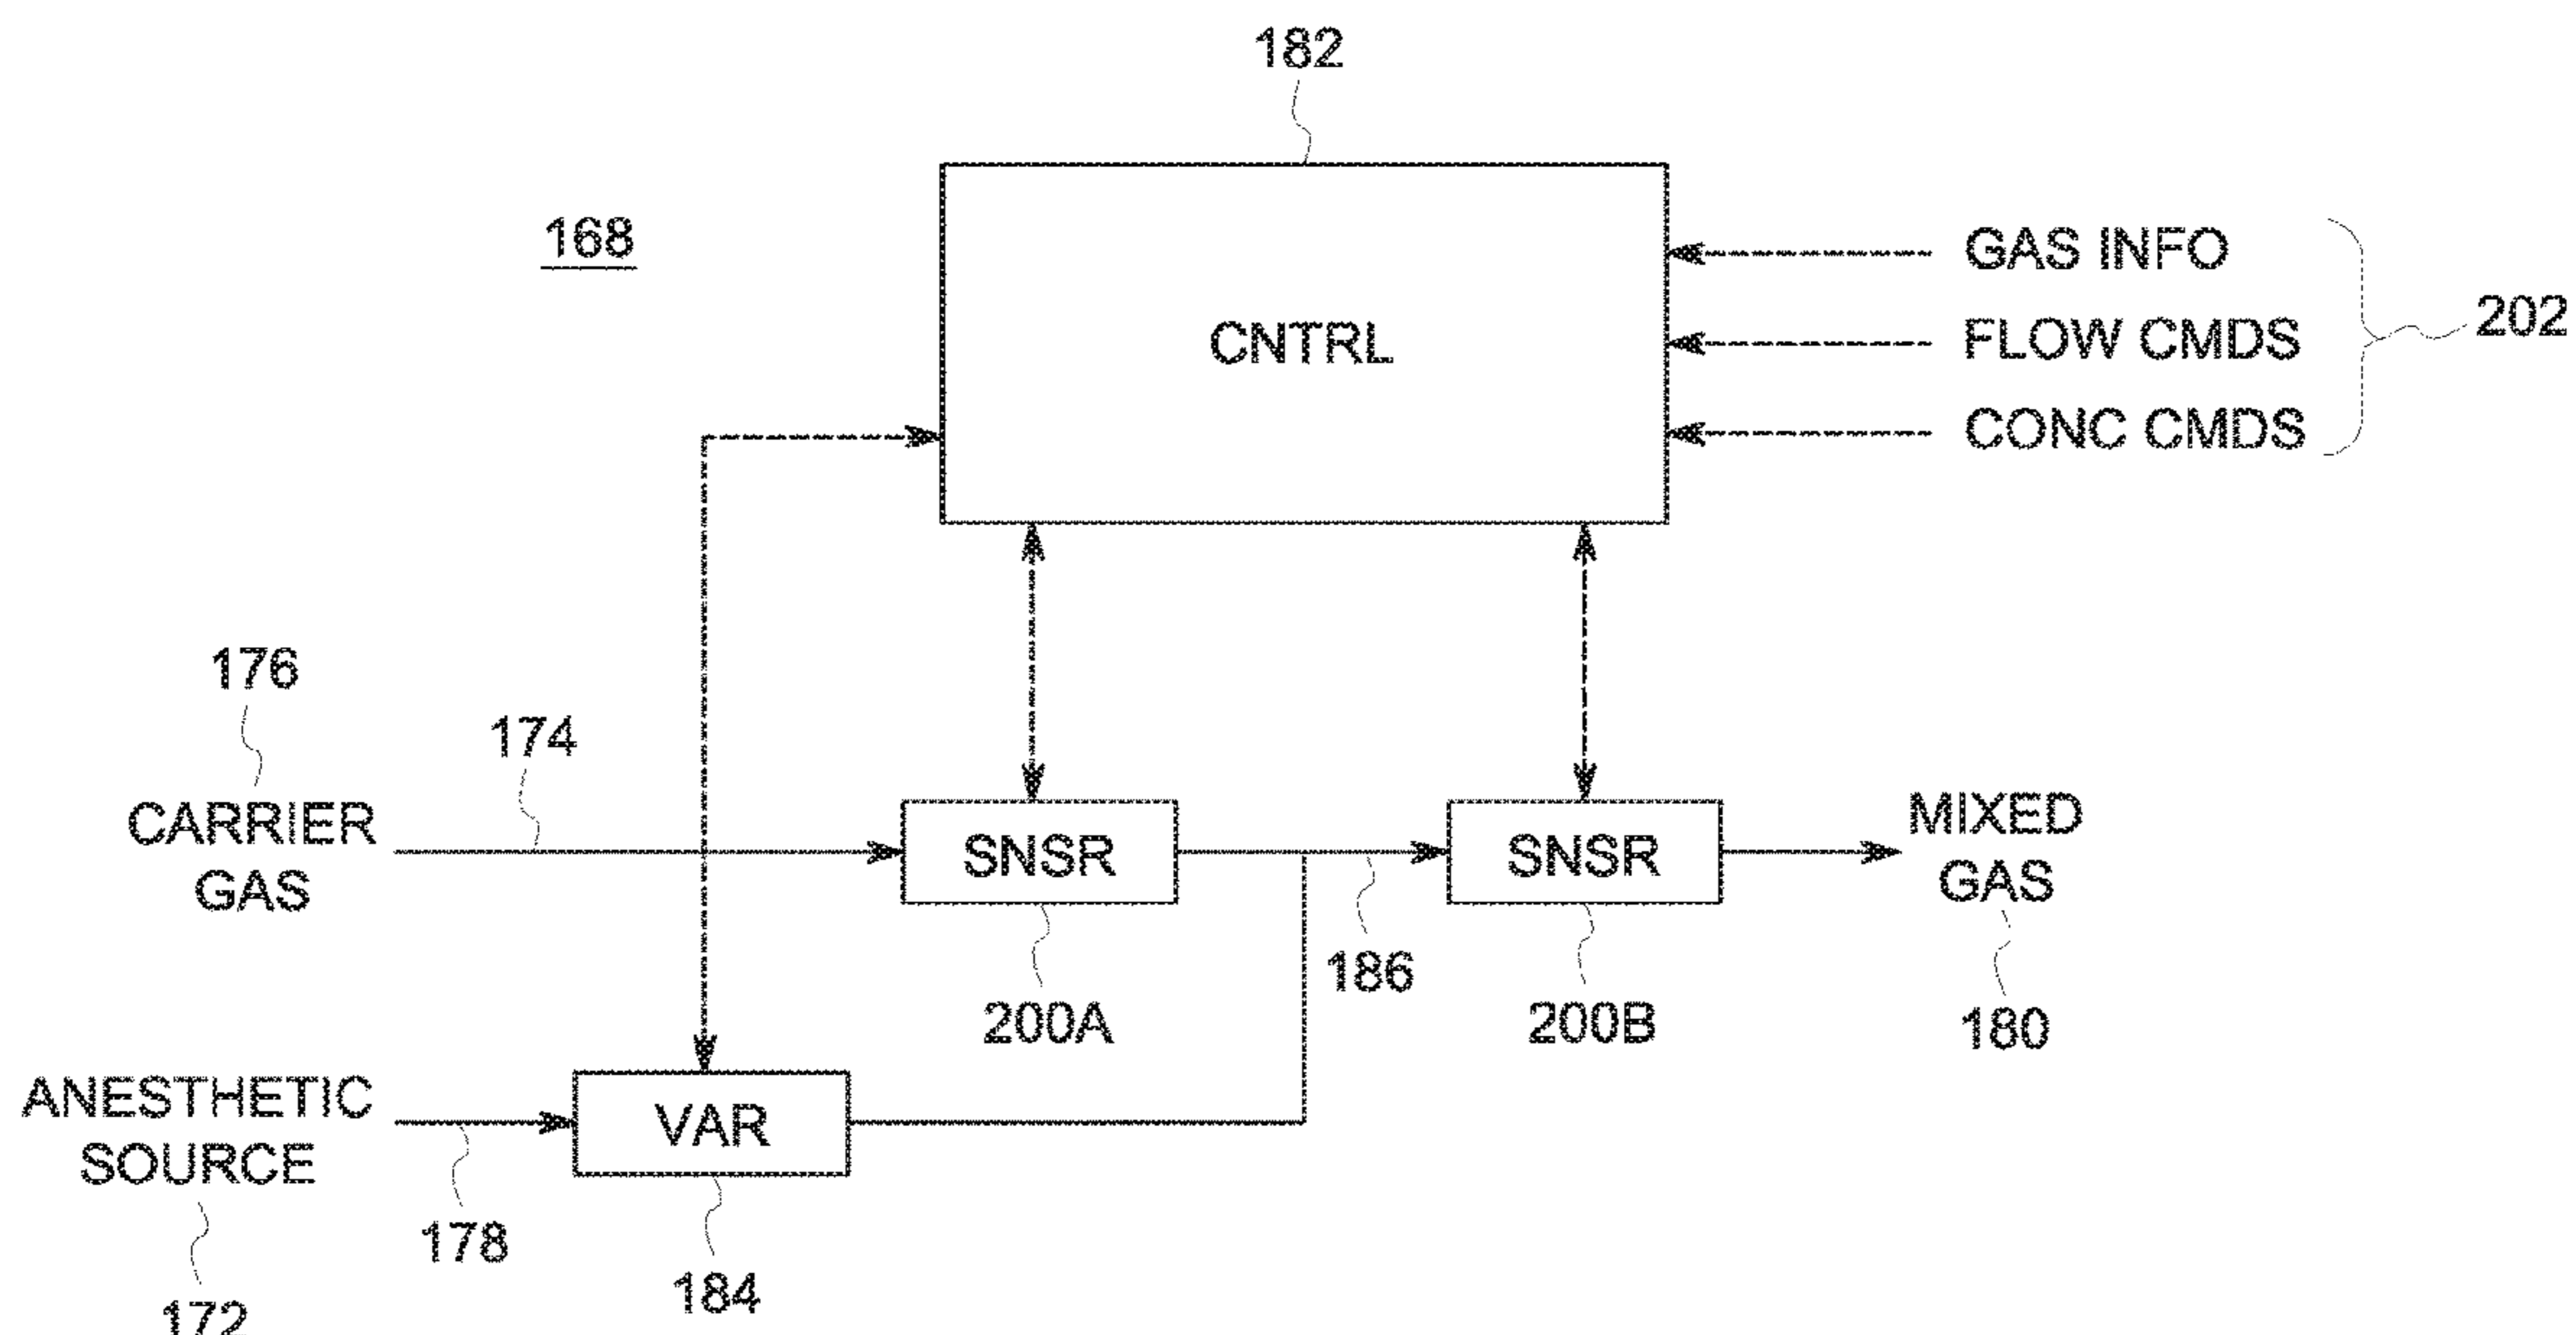 182
168
GAS INFO
FLOW CMDS
CONC CMDS
202
CNTRL
176
174
CARRIER
GAS
SNSR
SNSR
MIXED
GAS
186
200A
200B
180
ANESTHETIC
SOURCE
VAR
178
184
172